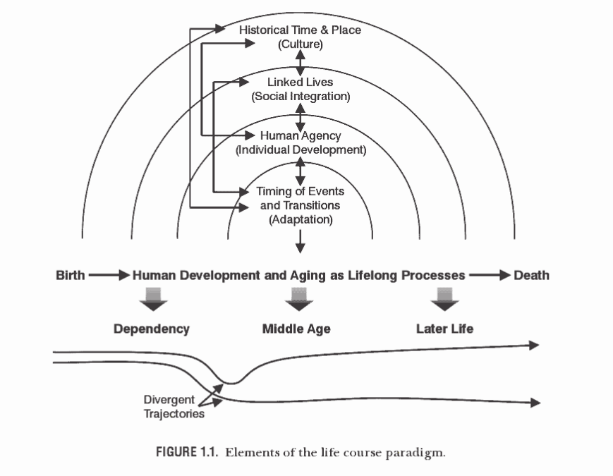 Historical Time & Place
(Culture)
Linked Lives
(Social Integration)
Human Agency
(Individual Development)
Timing of Events
and Transitions
(Adaptation)
Birth Human Development and Aging as Lifelong Processes Death
Dependency Middle Age Later Life
Divergent
Trajectories
FIGURE 1.1. Elements of the life course paradigm.